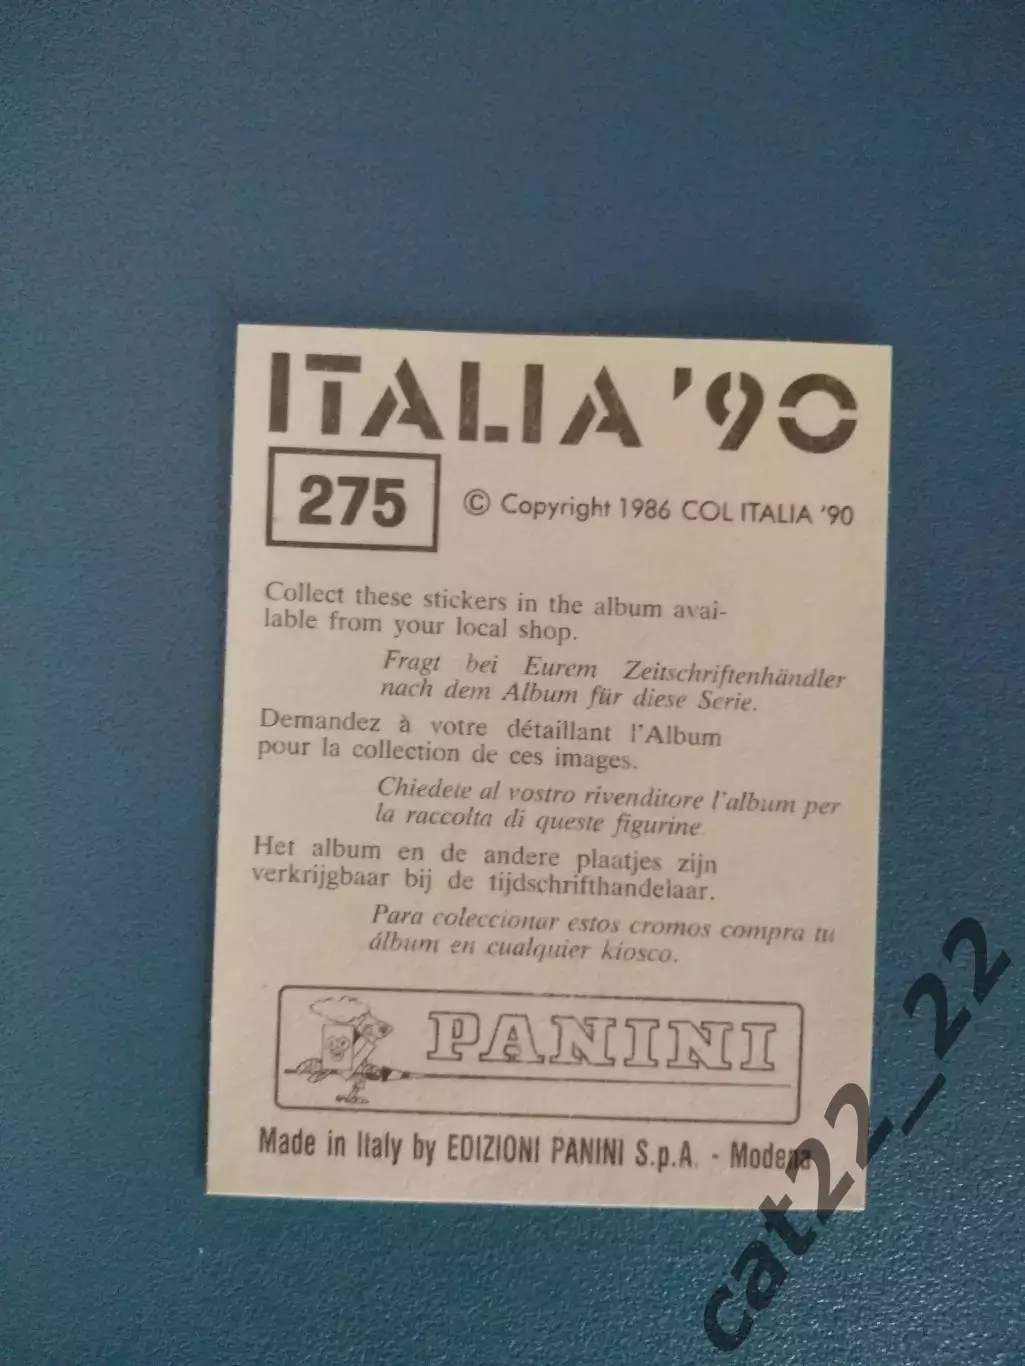 ITALIA '90
275
© Copyright 1986 COL ITALIA '90
Collect these stickers in the album avai-
lable from your local shop.
Fragt bei Eurem Zeitschriftenhändler
nach dem Album für diese Serie.
Demandez à votre détaillant l'Album
pour la collection de ces images.
Chiedete al vostro rivenditore l'album per
la raccolta di queste figurine.
Het album en de andere plaatjes zijn
verkrijgbaar bij de tijdschrifthandelaar.
Para coleccionar estos cromos compra tu
álbum en cualquier kiosco.
PANINI
Made in Italy by EDIZIONI PANINI S.p.A. - Modena
cat22_22